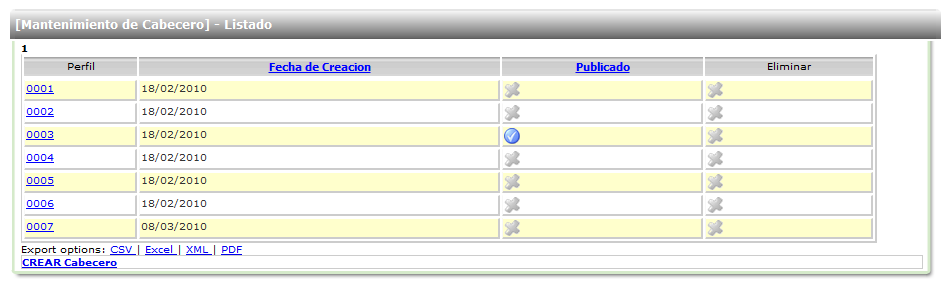 [Mantenimiento de Cabecero] - Listado
1
Perfil Fecha de Creacion Publicado Eliminar
0001 18/02/2010
0002 18/02/2010
0003 18/02/2010
0004 18/02/2010
0005 18/02/2010
0006 18/02/2010
0007 08/03/2010
Export options: CSV | Excel | XML | PDF
CREAR Cabecero